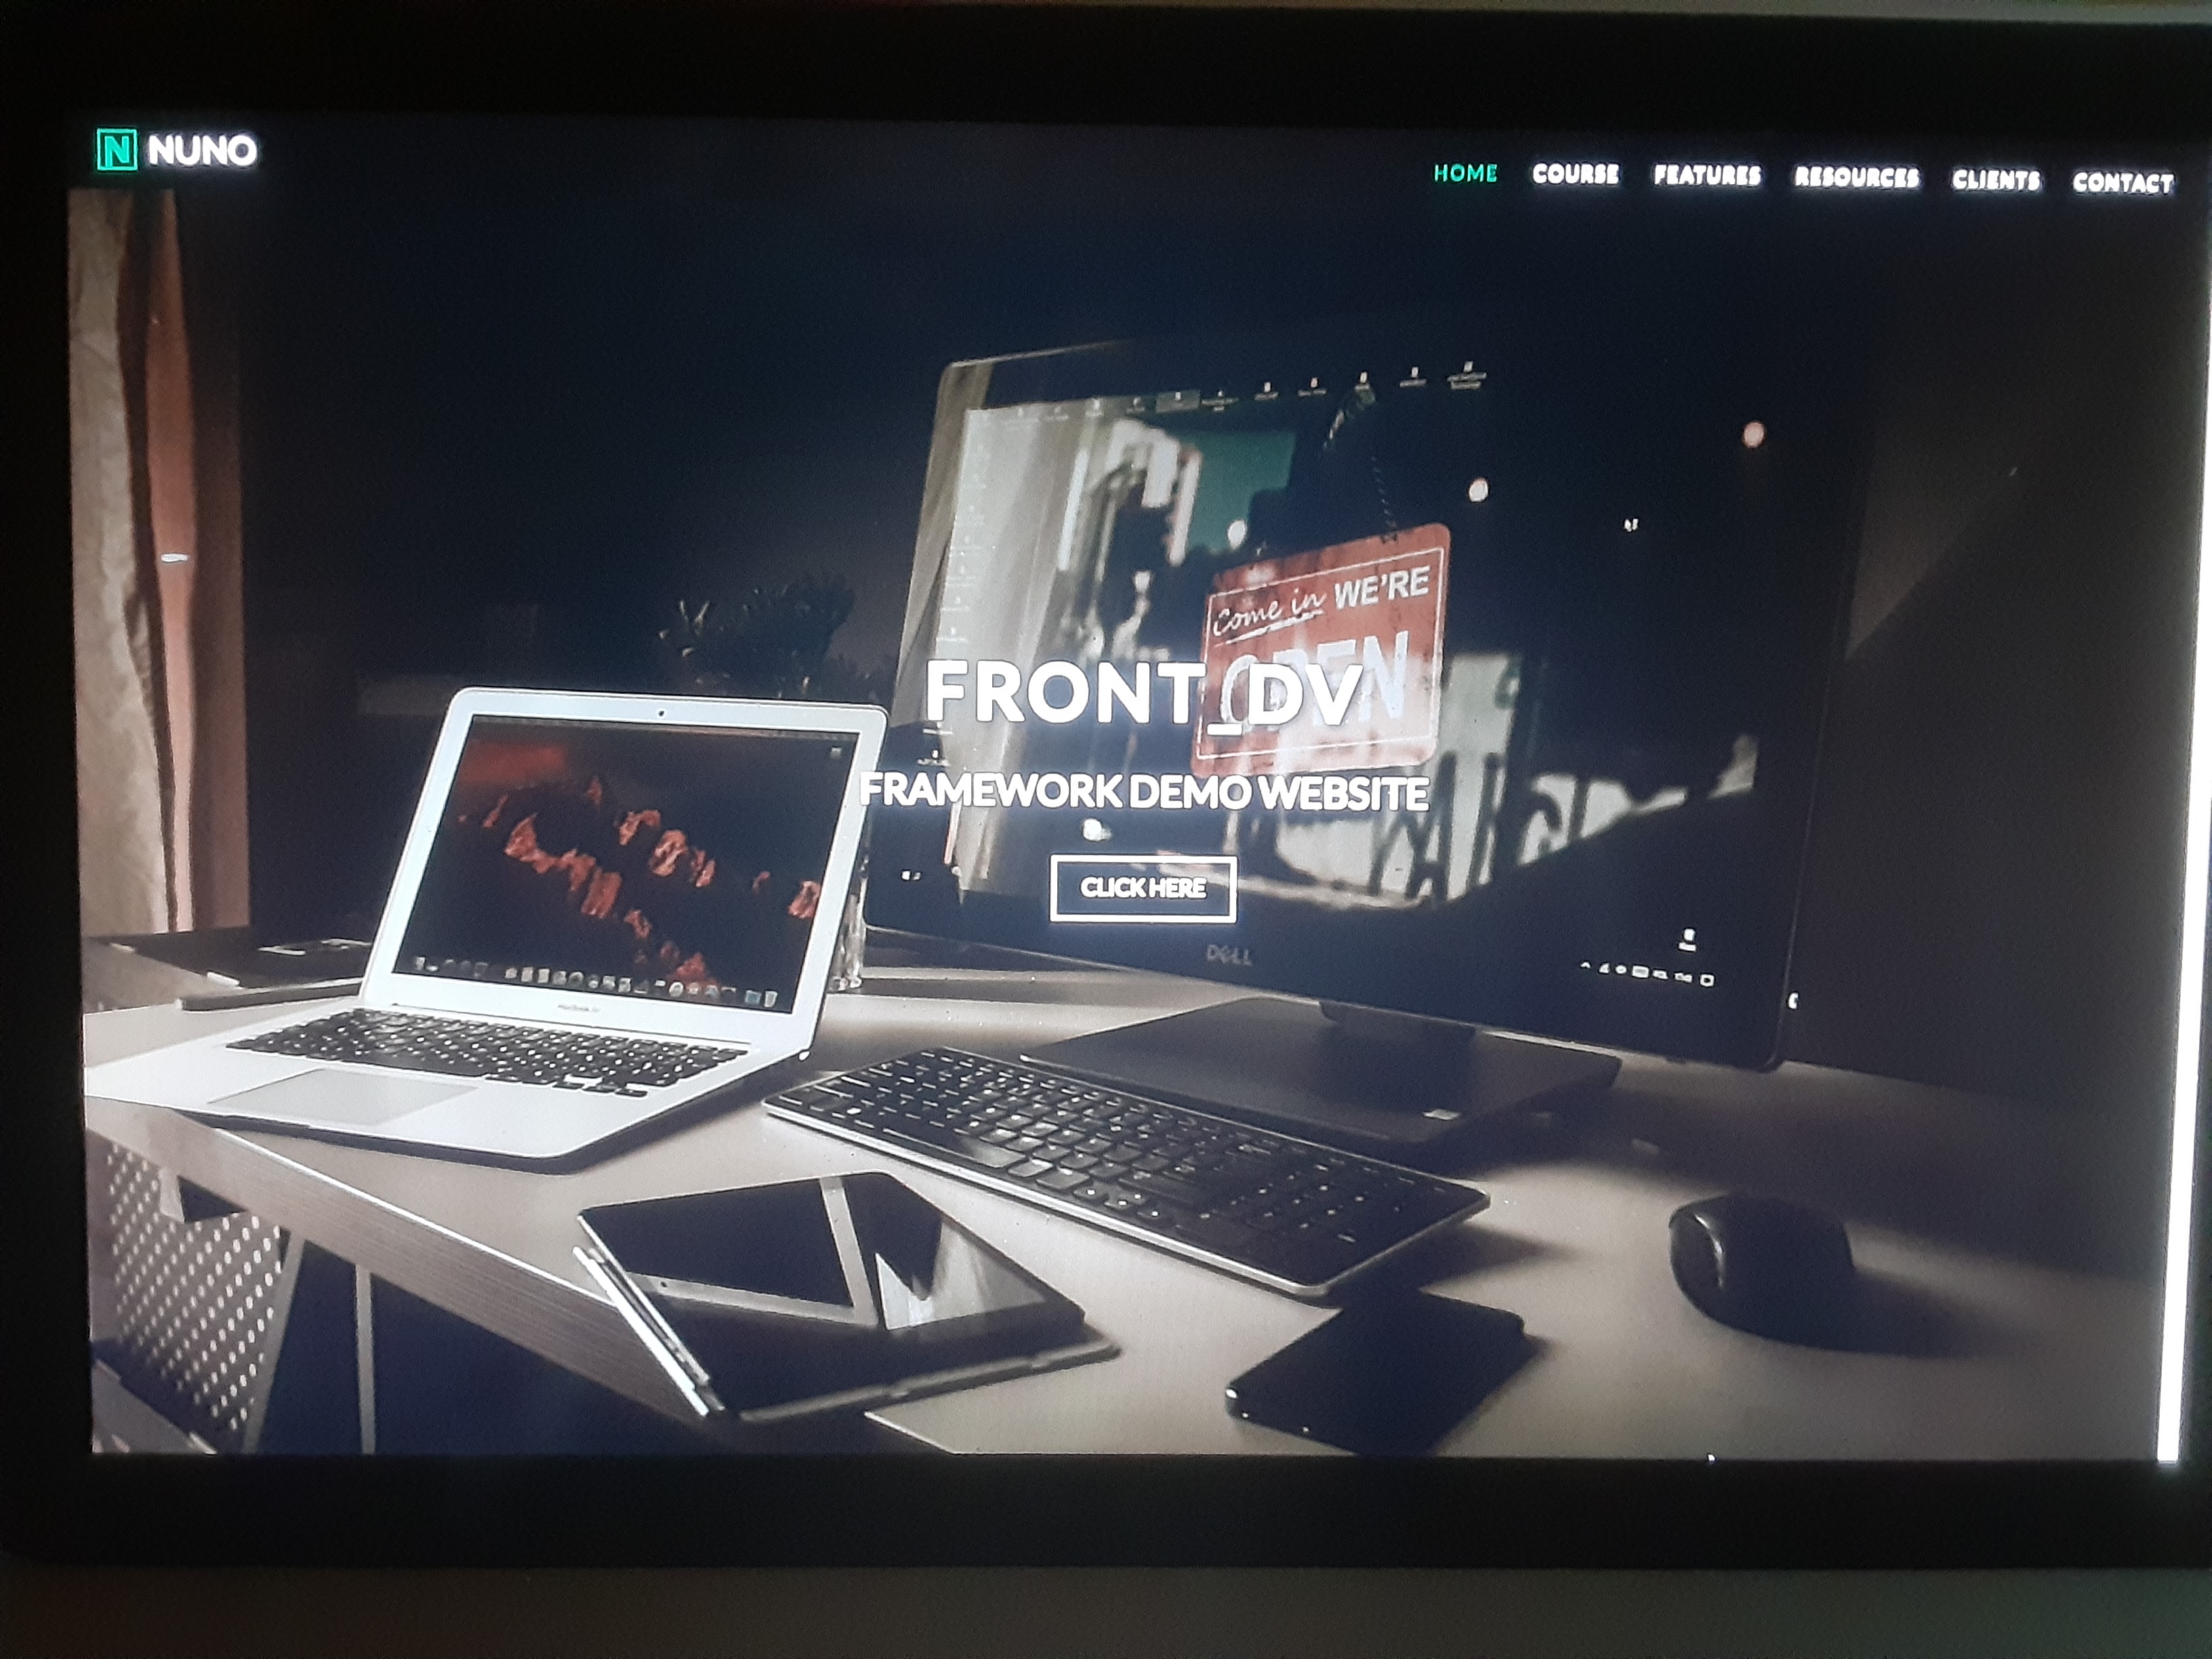 N NUNO
HOME COURSE FEATURES RESOURCES CLIENTS CONTACT
Come in WE'RE
OPEN
FRONT_DV
FRAMEWORK DEMO WEBSITE
CLICK HERE
DELL